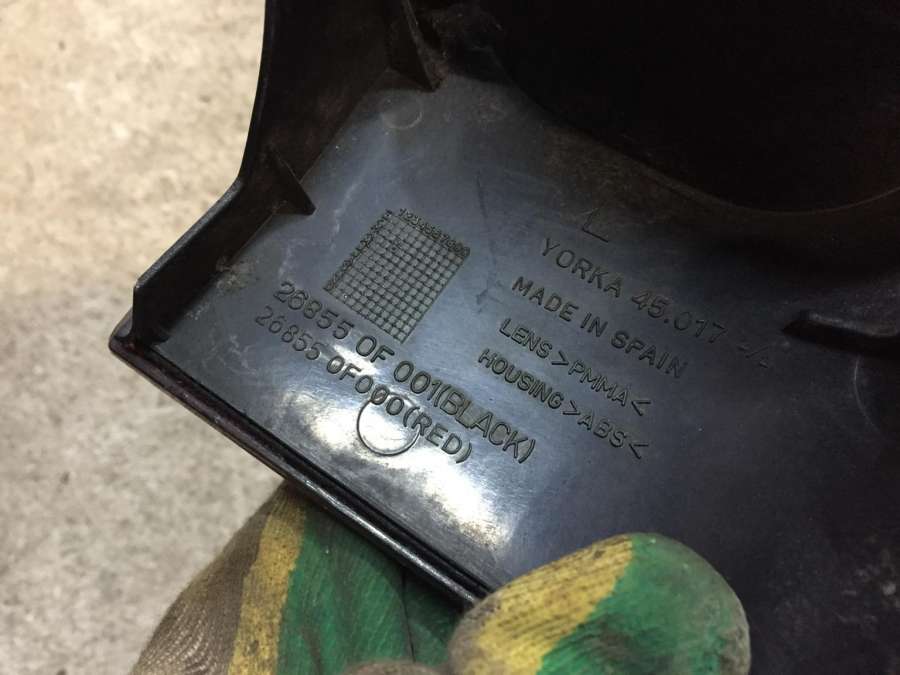 L
YORKA 45.017 -/L
MADE IN SPAIN
LENS >PMMA<
HOUSING >ABS<
26855 0F 001(BLACK)
26855 0F000(RED)